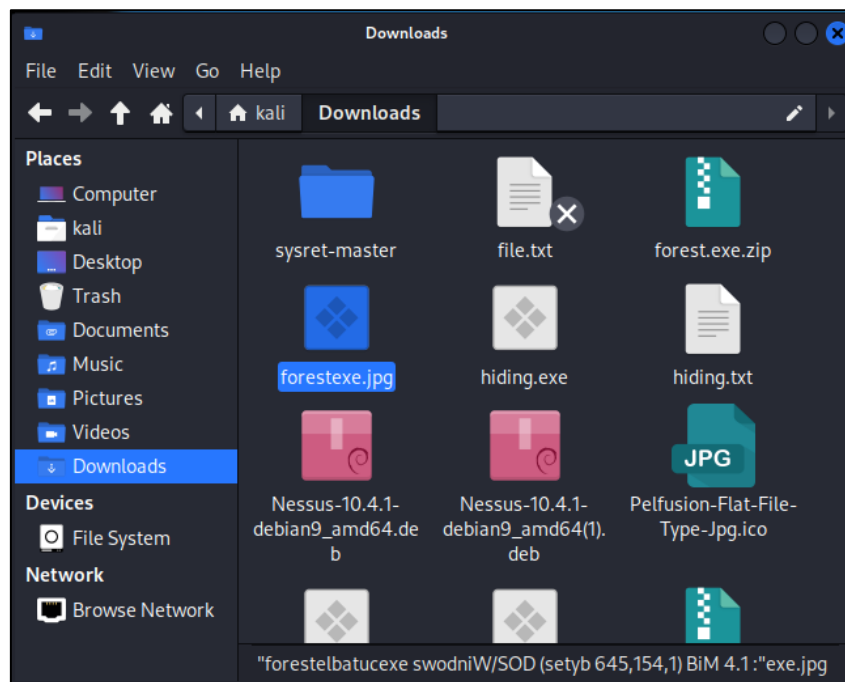 Downloads
File Edit View Go Help
kali Downloads
Places
Computer
kali
Desktop
Trash
Documents
Music
Pictures
Videos
Downloads
Devices
File System
Network
Browse Network
sysret-master
file.txt
forest.exe.zip
forestexe.jpg
hiding.exe
hiding.txt
Nessus-10.4.1-
debian9_amd64.de
b
Nessus-10.4.1-
debian9_amd64(1).
deb
JPG
Pelfusion-Flat-File-
Type-Jpg.ico
"forestelbatucexe swodniW/SOD (setyb 645,154,1) BiM 4.1 :"exe.jpg